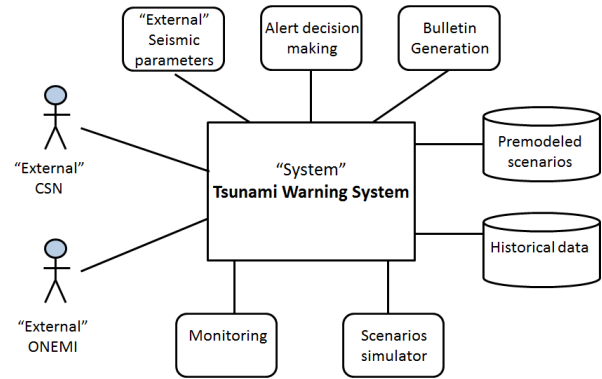 “External”
Seismic
parameters
Alert decision
making
Bulletin
Generation
“External”
CSN
“System”
Tsunami Warning System
Premodeled
scenarios
Historical data
“External”
ONEMI
Monitoring
Scenarios
simulator